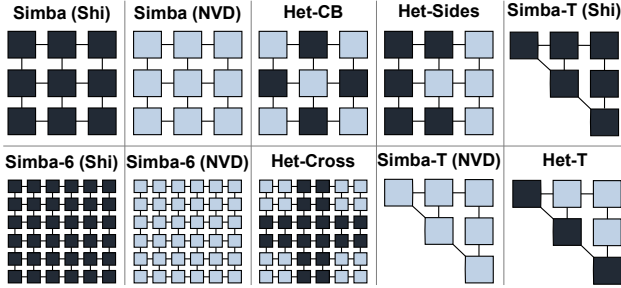 Simba (Shi) Simba (NVD) Het-CB Het-Sides Simba-T (Shi)
Simba-6 (Shi) Simba-6 (NVD) Het-Cross Simba-T (NVD) Het-T